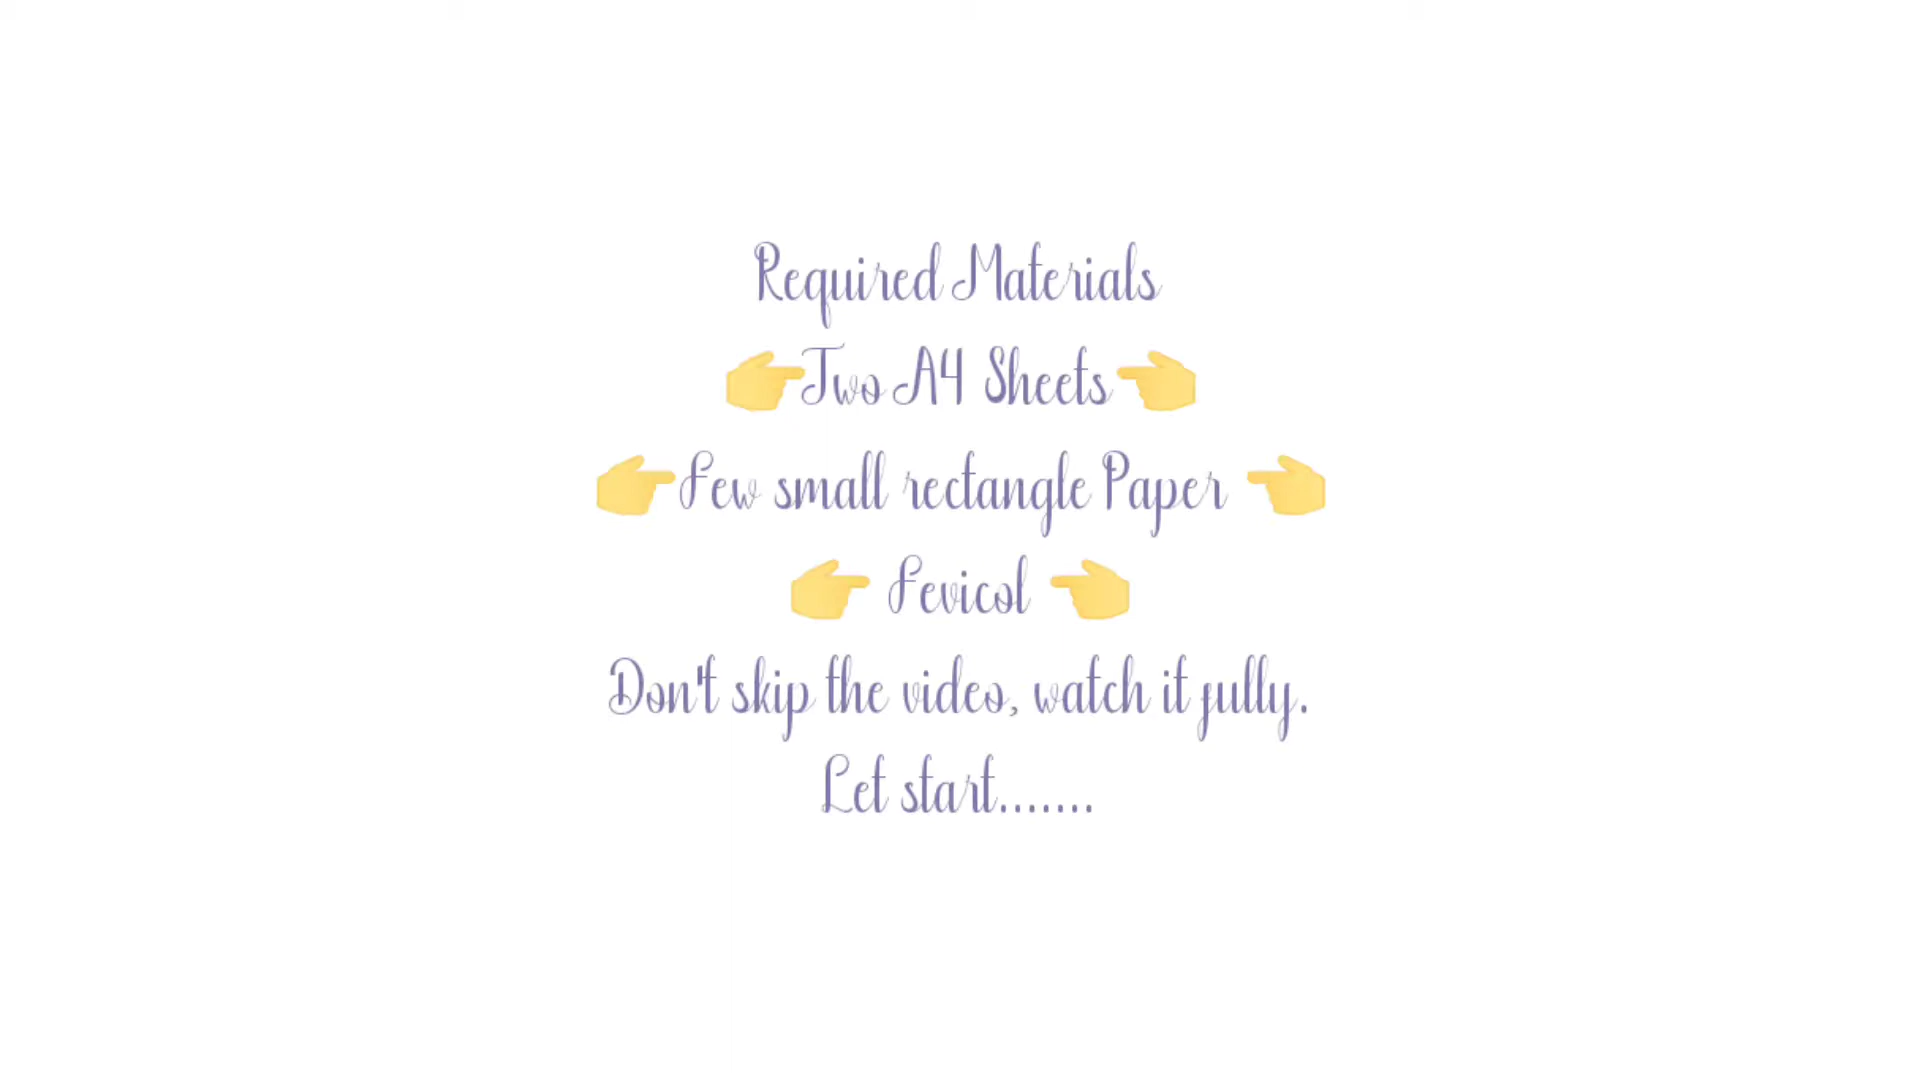 Required Materials
👉Two A4 Sheets👈
👉Few small rectangle Paper 👈
👉 Fevicol 👈
Don't skip the video, watch it fully.
Let start.......